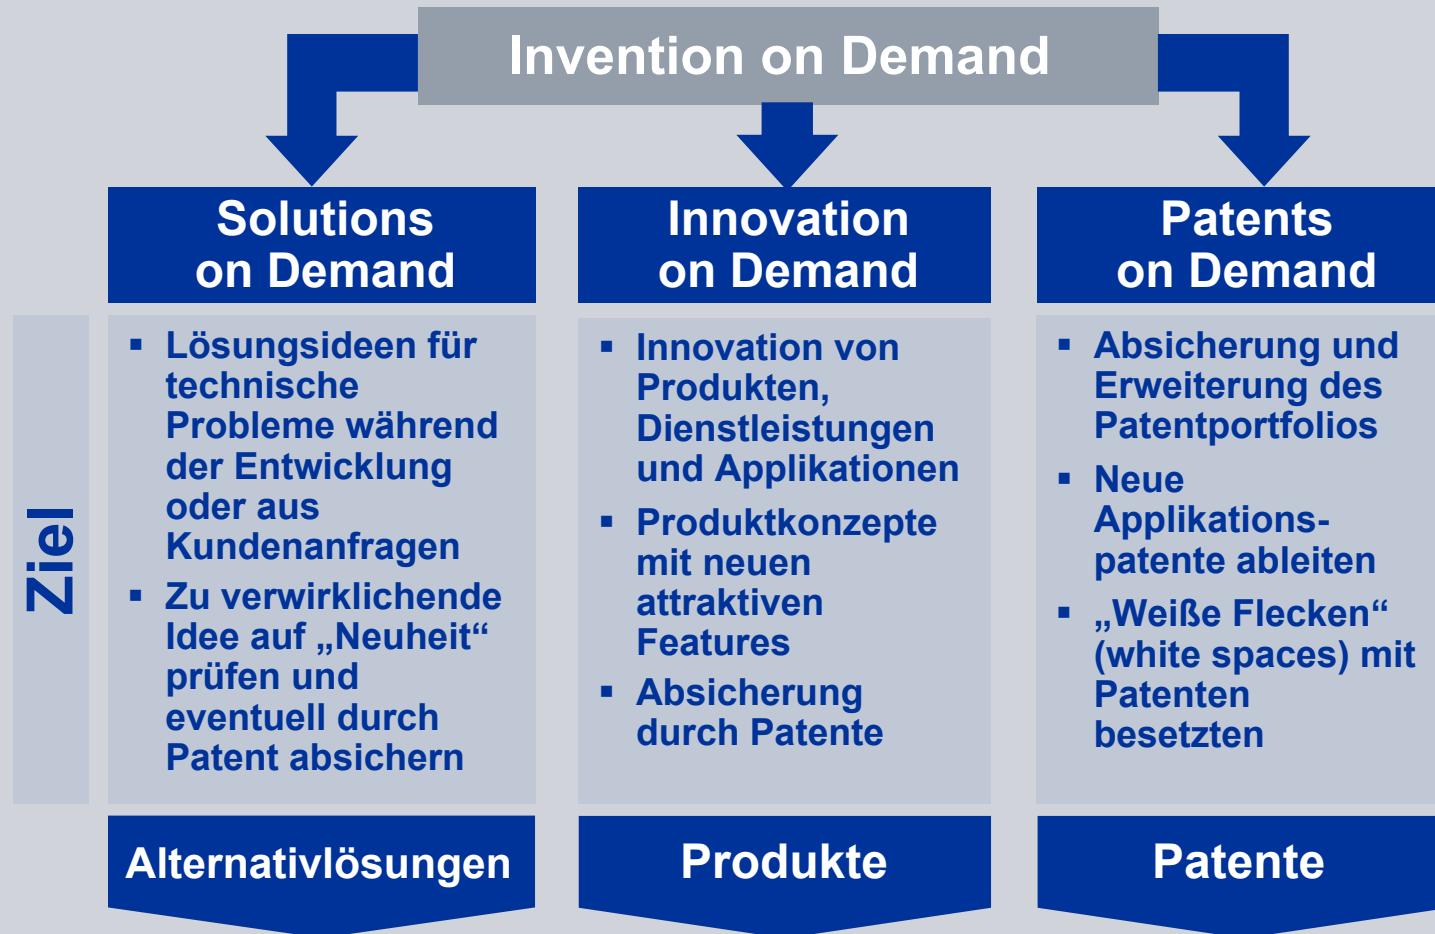 Invention on Demand
Solutions
on Demand
Innovation
on Demand
Patents
on Demand
Ziel
▪ Lösungsideen für
technische
Probleme während
der Entwicklung
oder aus
Kundenanfragen
▪ Zu verwirklichende
Idee auf „Neuheit“
prüfen und
eventuell durch
Patent absichern
▪ Innovation von
Produkten,
Dienstleistungen
und Applikationen
▪ Produktkonzepte
mit neuen
attraktiven
Features
▪ Absicherung
durch Patente
▪ Absicherung und
Erweiterung des
Patentportfolios
▪ Neue
Applikations-
patente ableiten
▪ „Weiße Flecken“
(white spaces) mit
Patenten
besetzten
Alternativlösungen
Produkte
Patente